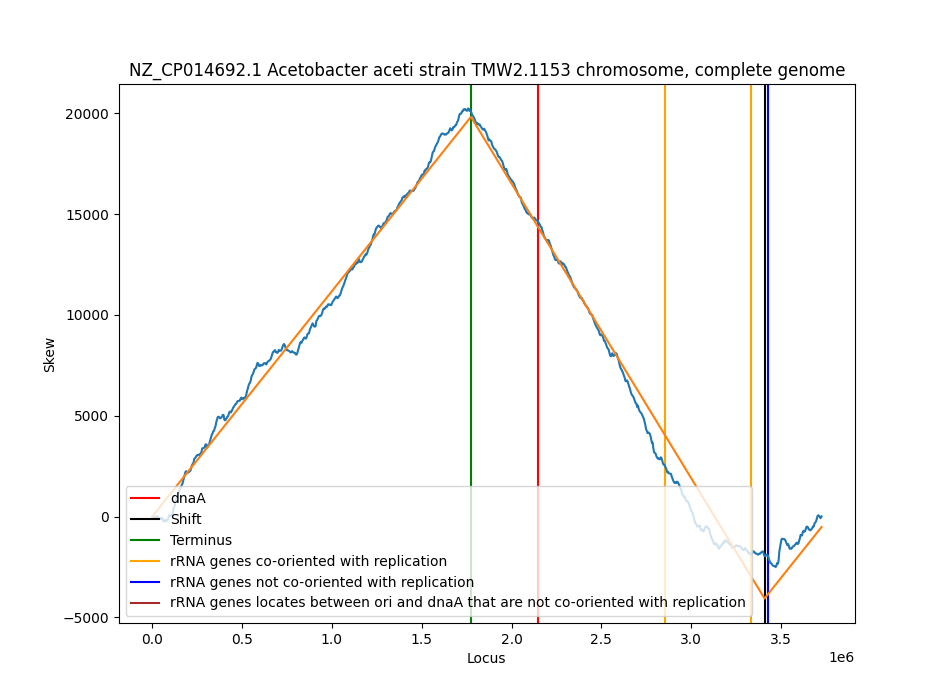 NZ_CP014692.1 Acetobacter aceti strain TMW2.1153 chromosome, complete genome
20000
15000
10000
5000
0
−5000
Skew
dnaA
Shift
Terminus
rRNA genes co-oriented with replication
rRNA genes not co-oriented with replication
rRNA genes locates between ori and dnaA that are not co-oriented with replication
0.0 0.5 1.0 1.5 2.0 2.5 3.0 3.5
Locus
1e6